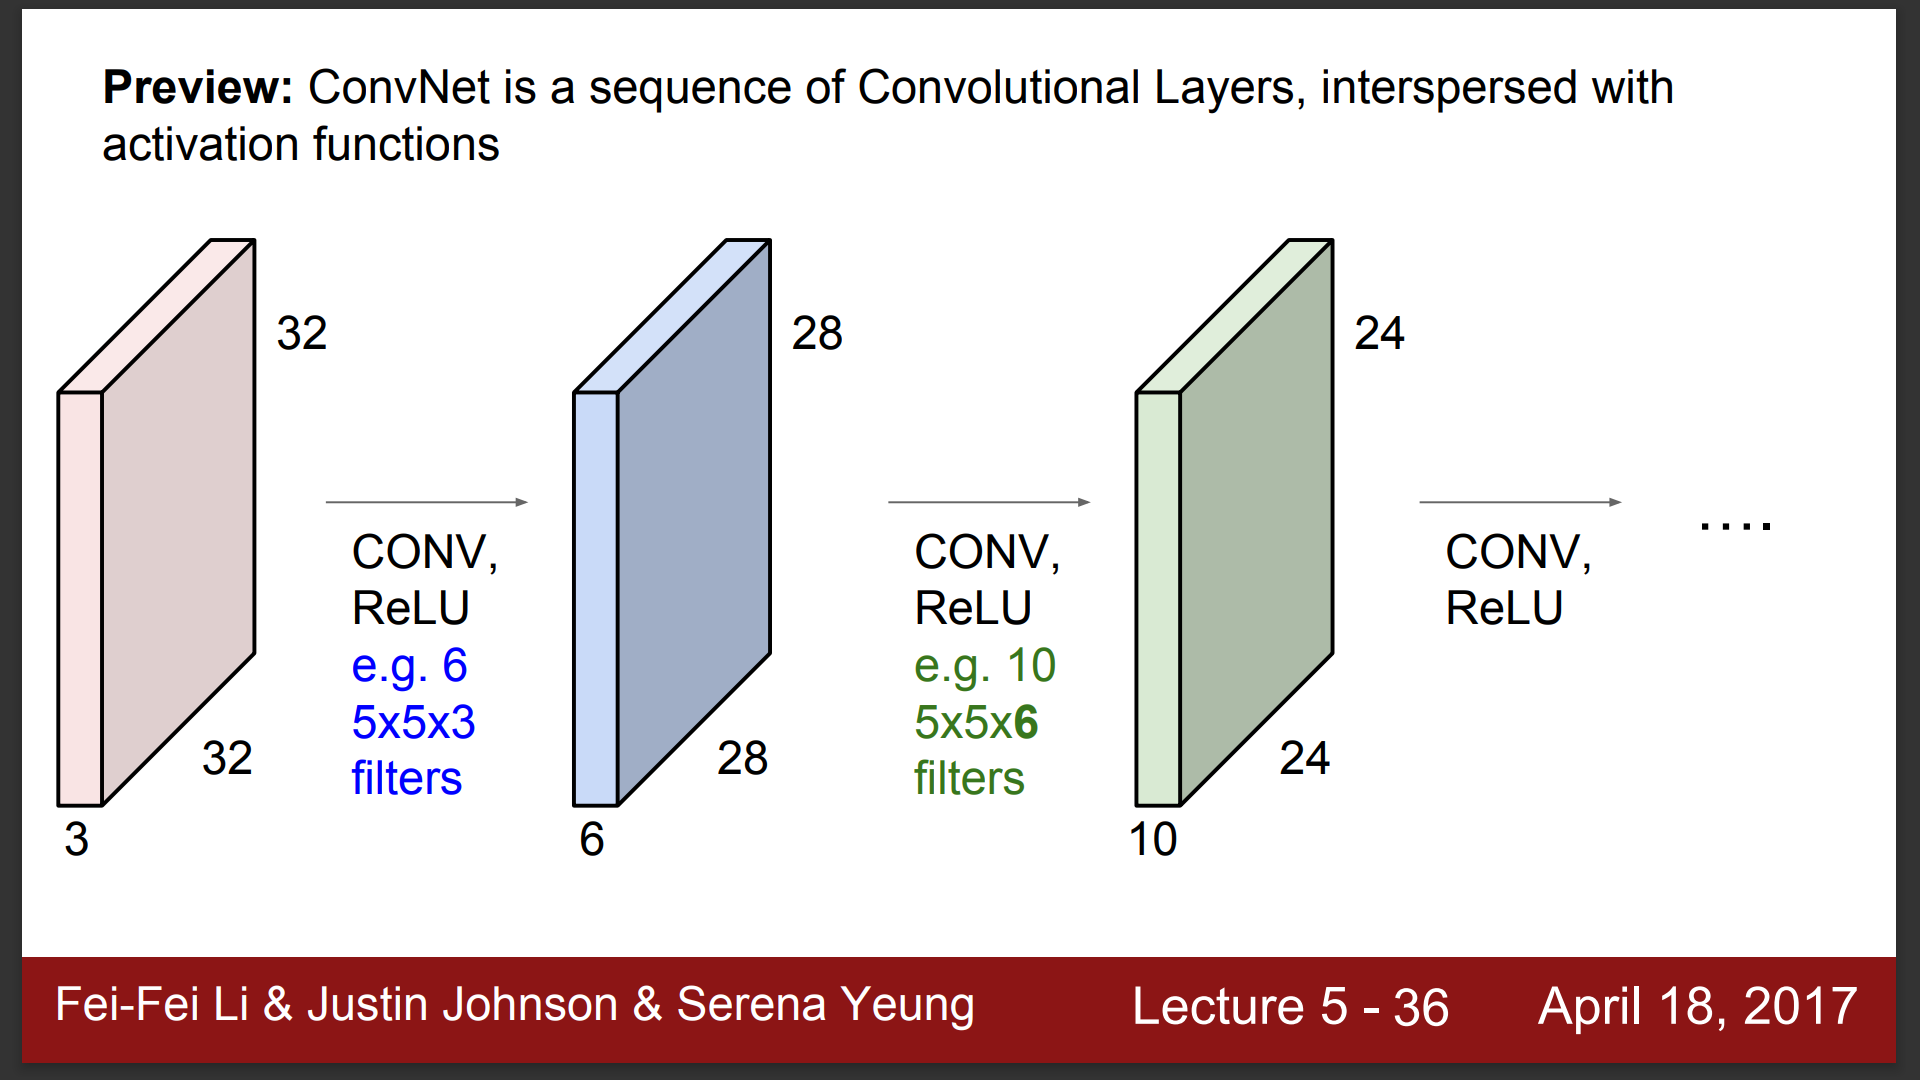 Preview: ConvNet is a sequence of Convolutional Layers, interspersed with
activation functions
32
32
3
CONV,
ReLU
e.g. 6
5x5x3
filters
28
28
6
CONV,
ReLU
e.g. 10
5x5x6
filters
24
24
10
CONV,
ReLU
....
Fei-Fei Li & Justin Johnson & Serena Yeung
Lecture 5 - 36
April 18, 2017